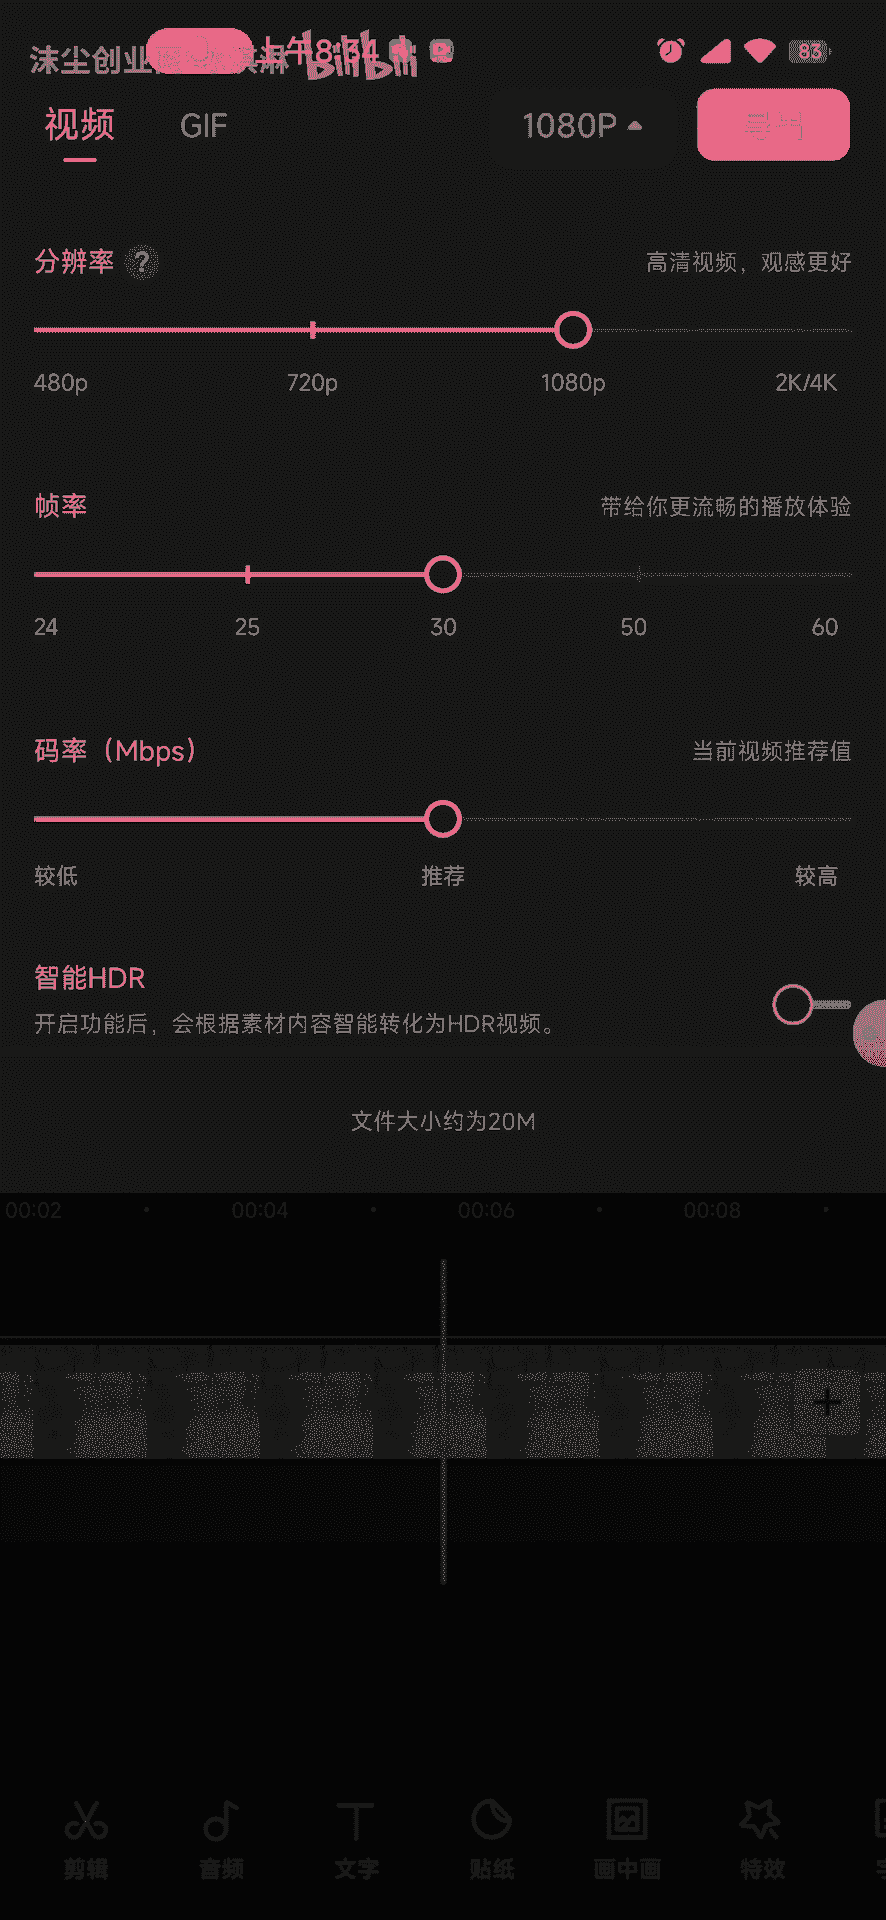 沫尘创业
bilibili
上午8:34
83
视频
GIF
1080P
导出
分辨率
?
高清视频，观感更好
480p
720p
1080p
2K/4K
帧率
带给你更流畅的播放体验
24
25
30
50
60
码率（Mbps）
当前视频推荐值
较低
推荐
较高
智能HDR
开启功能后，会根据素材内容智能转化为HDR视频。
文件大小约为20M
00:02
00:04
00:06
00:08
剪辑
音频
文字
贴纸
画中画
特效